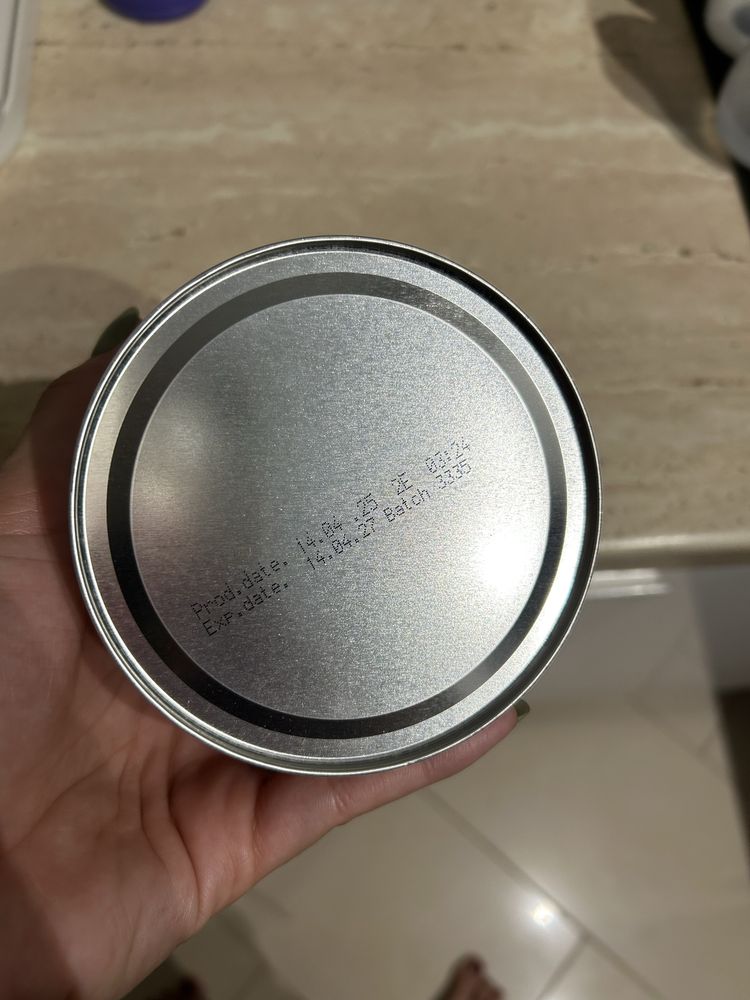 Prod.date. 14.04 .25 2E 03:24
Exp.date. 14.04.27 Batch 3335